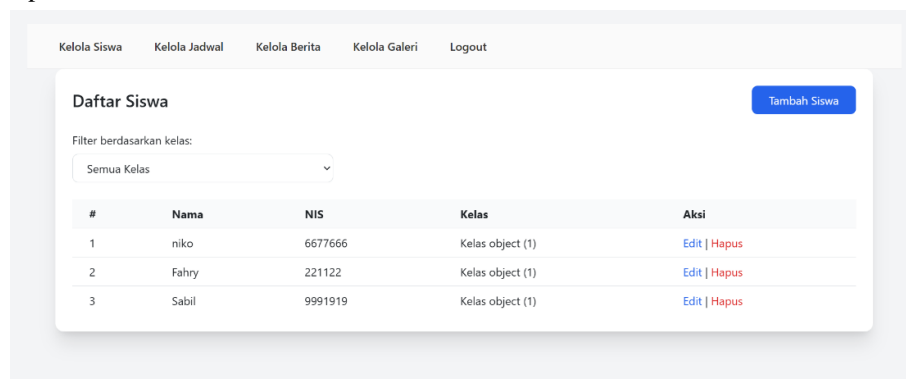 Kelola Siswa Kelola Jadwal Kelola Berita Kelola Galeri Logout
Daftar Siswa Tambah Siswa
Filter berdasarkan kelas:
Semua Kelas
# Nama NIS Kelas Aksi
1 niko 6677666 Kelas object (1) Edit | Hapus
2 Fahry 221122 Kelas object (1) Edit | Hapus
3 Sabil 9991919 Kelas object (1) Edit | Hapus